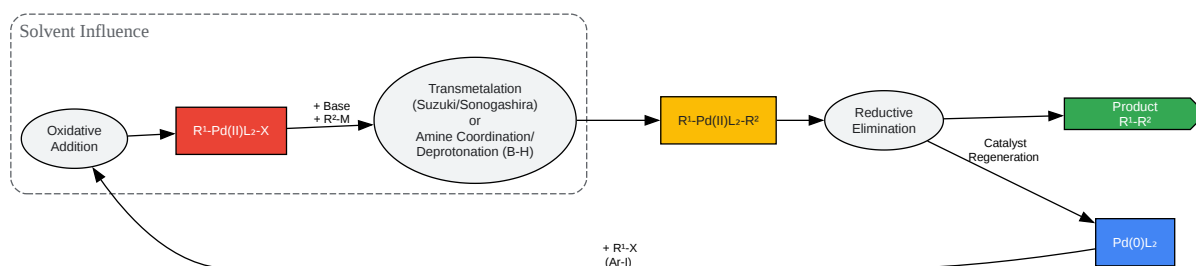 Solvent Influence
Oxidative
Addition
R¹-Pd(II)L₂-X
+ Base
+ R²-M
Transmetalation
(Suzuki/Sonogashira)
or
Amine Coordination/
Deprotonation (B-H)
R¹-Pd(II)L₂-R²
Reductive
Elimination
Product
R¹-R²
Catalyst
Regeneration
Pd(0)L₂
+ R¹-X
(Ar-I)